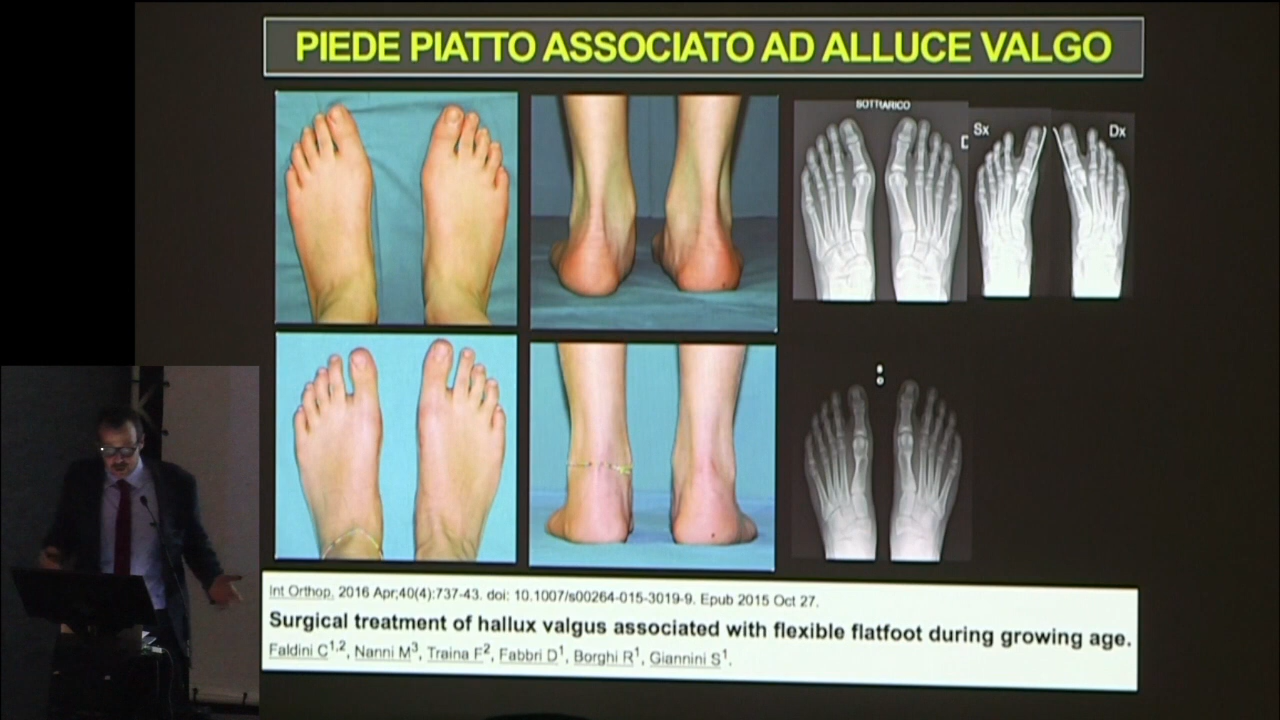 PIEDE PIATTO ASSOCIATO AD ALLUCE VALGO
SOTTRARICO
D
Sx
Dx
Int Orthop. 2016 Apr;40(4):737-43. doi: 10.1007/s00264-015-3019-9. Epub 2015 Oct 27.
Surgical treatment of hallux valgus associated with flexible flatfoot during growing age.
Faldini C1,2, Nanni M3, Traina F2, Fabbri D1, Borghi R1, Giannini S1.